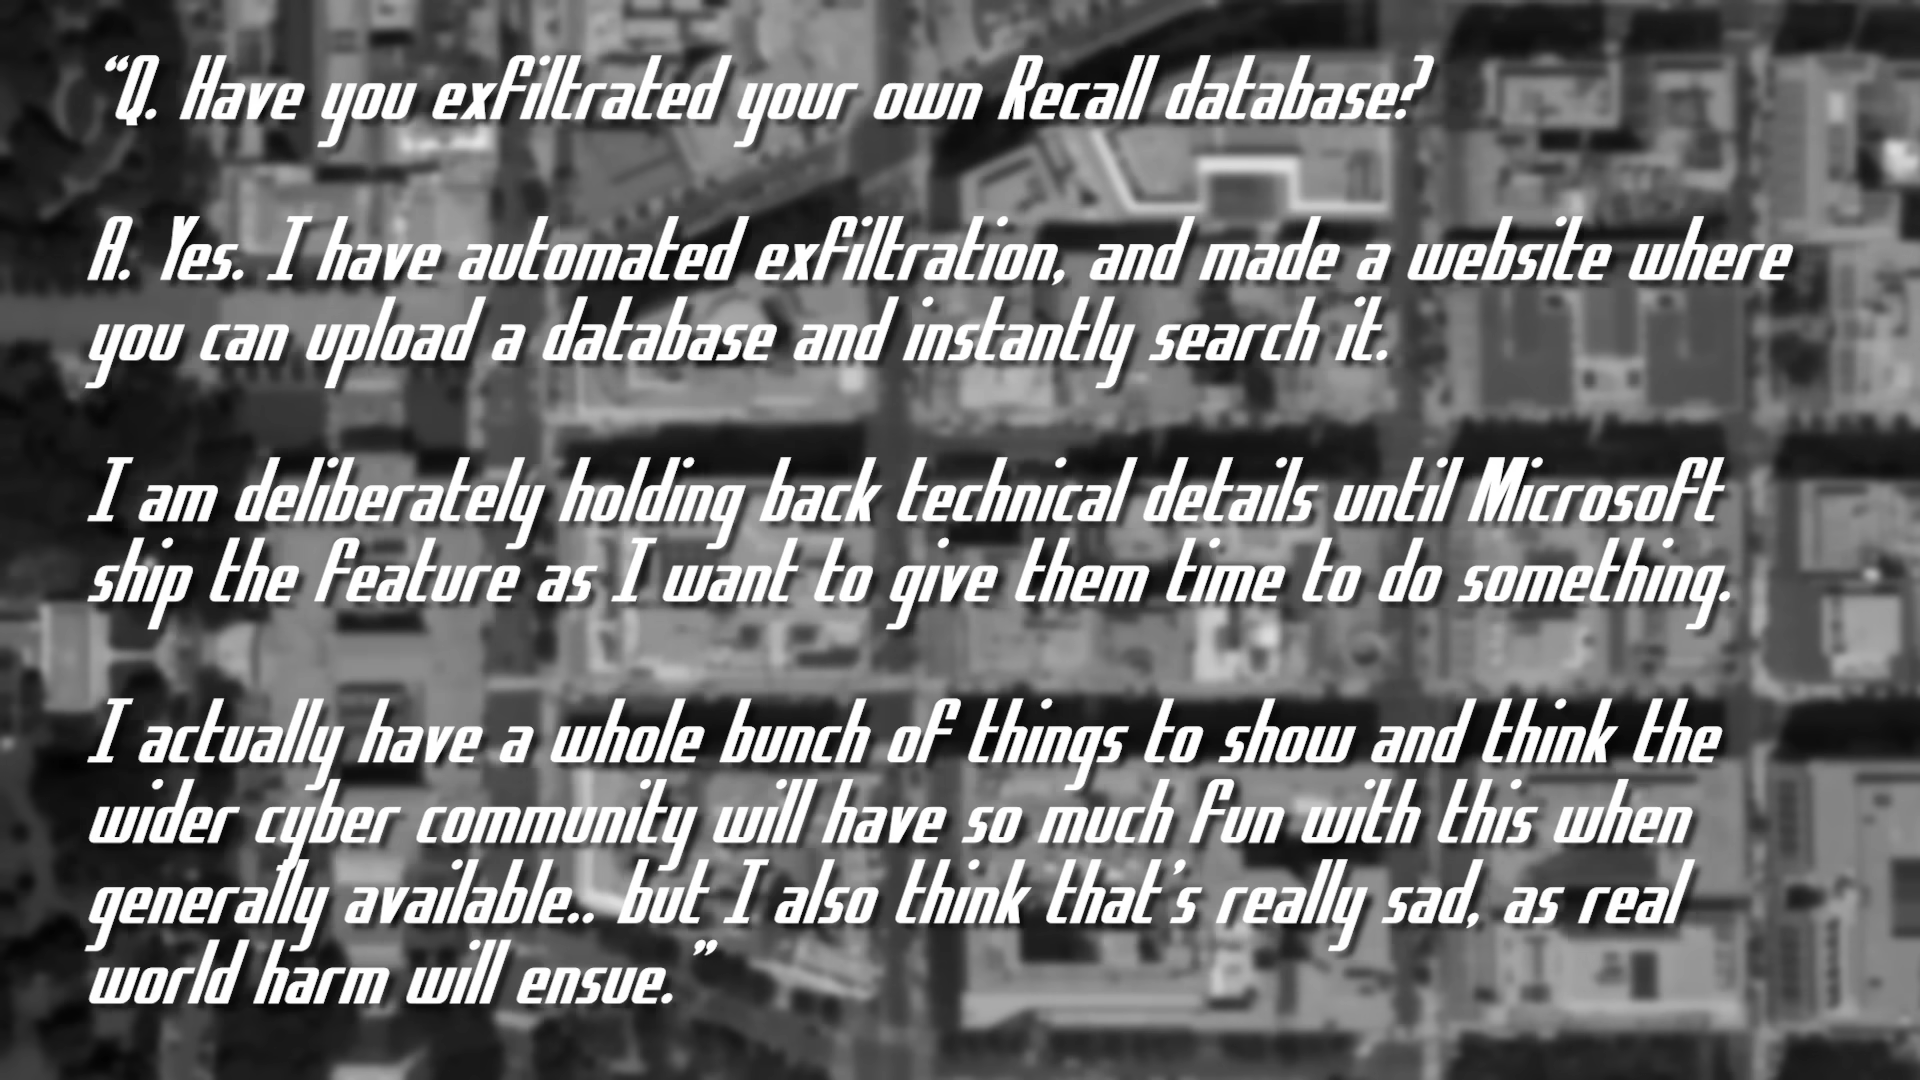 “Q. Have you exfiltrated your own Recall database?
A. Yes. I have automated exfiltration, and made a website where
you can upload a database and instantly search it.
I am deliberately holding back technical details until Microsoft
ship the feature as I want to give them time to do something.
I actually have a whole bunch of things to show and think the
wider cyber community will have so much fun with this when
generally available.. but I also think that’s really sad, as real
world harm will ensue.”